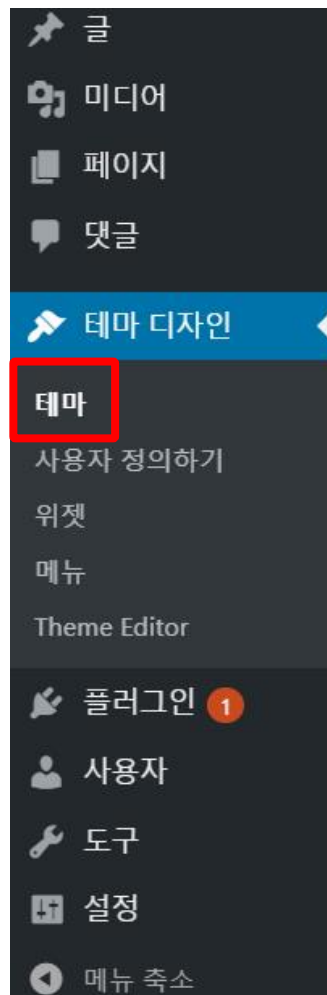 글
미디어
페이지
댓글
테마 디자인
테마
사용자 정의하기
위젯
메뉴
Theme Editor
플러그인 1
사용자
도구
설정
메뉴 축소